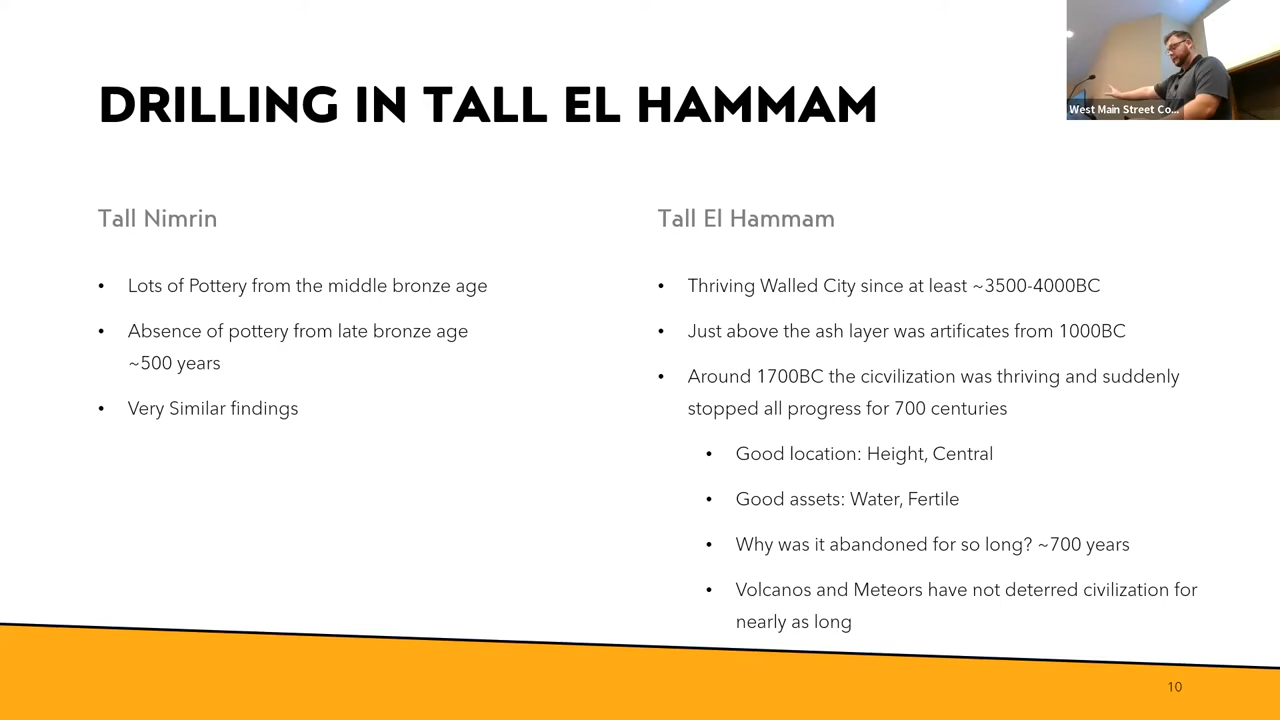 DRILLING IN TALL EL HAMMAM
West Main Street Co...
Tall Nimrin
• Lots of Pottery from the middle bronze age
• Absence of pottery from late bronze age
~500 years
• Very Similar findings
Tall El Hammam
• Thriving Walled City since at least ~3500-4000BC
• Just above the ash layer was artificates from 1000BC
• Around 1700BC the cicvilization was thriving and suddenly
stopped all progress for 700 centuries
• Good location: Height, Central
• Good assets: Water, Fertile
• Why was it abandoned for so long? ~700 years
• Volcanos and Meteors have not deterred civilization for
nearly as long
10